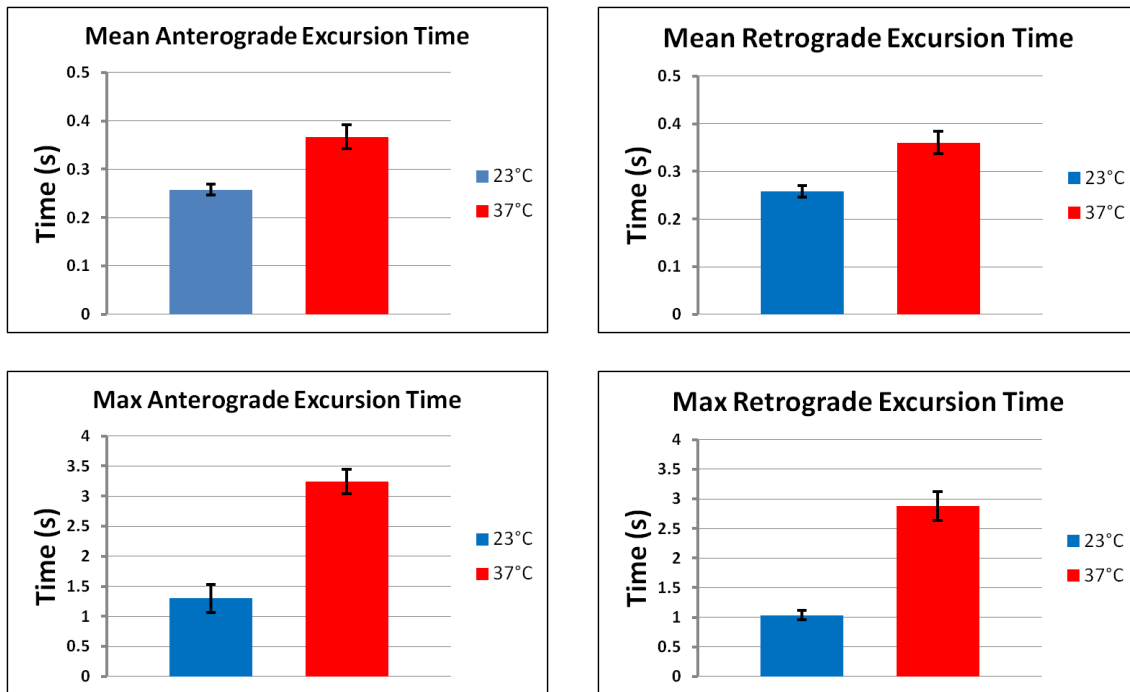 Mean Anterograde Excursion Time
0.5
0.4
0.3
0.2
0.1
0
Time (s)
23°C
37°C
Mean Retrograde Excursion Time
0.5
0.4
0.3
0.2
0.1
0
Time (s)
23°C
37°C
Max Anterograde Excursion Time
4
3.5
3
2.5
2
1.5
1
0.5
0
Time (s)
23°C
37°C
Max Retrograde Excursion Time
4
3.5
3
2.5
2
1.5
1
0.5
0
Time (s)
23°C
37°C